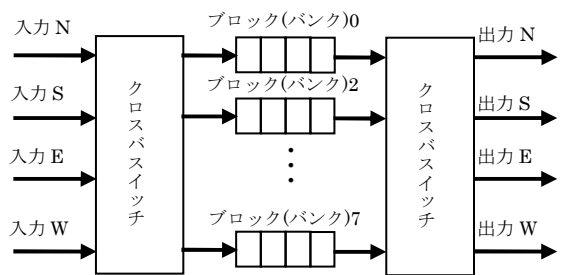 入力 N
入力 S
入力 E
入力 W
クロスバスイッチ
ブロック(バンク)0
ブロック(バンク)2
ブロック(バンク)7
クロスバスイッチ
出力 N
出力 S
出力 E
出力 W